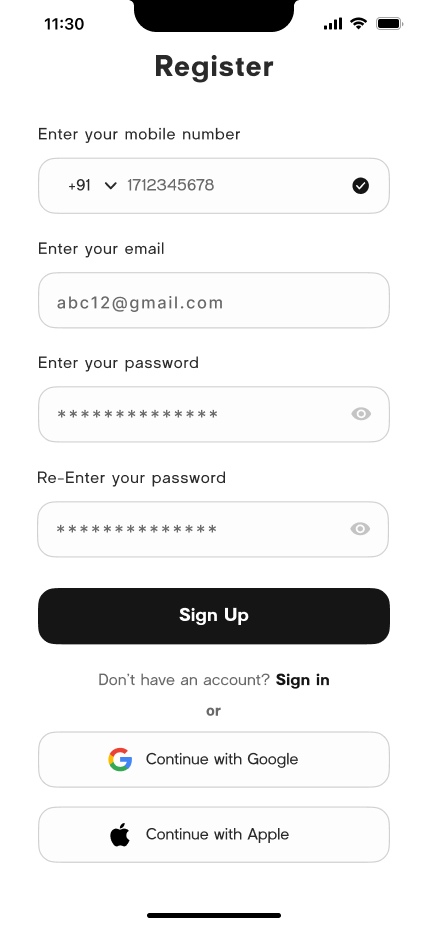 11:30
Register
Enter your mobile number
+91 1712345678
Enter your email
abc12@gmail.com
Enter your password
**************
Re-Enter your password
**************
Sign Up
Don't have an account? Sign in
or
Continue with Google
Continue with Apple